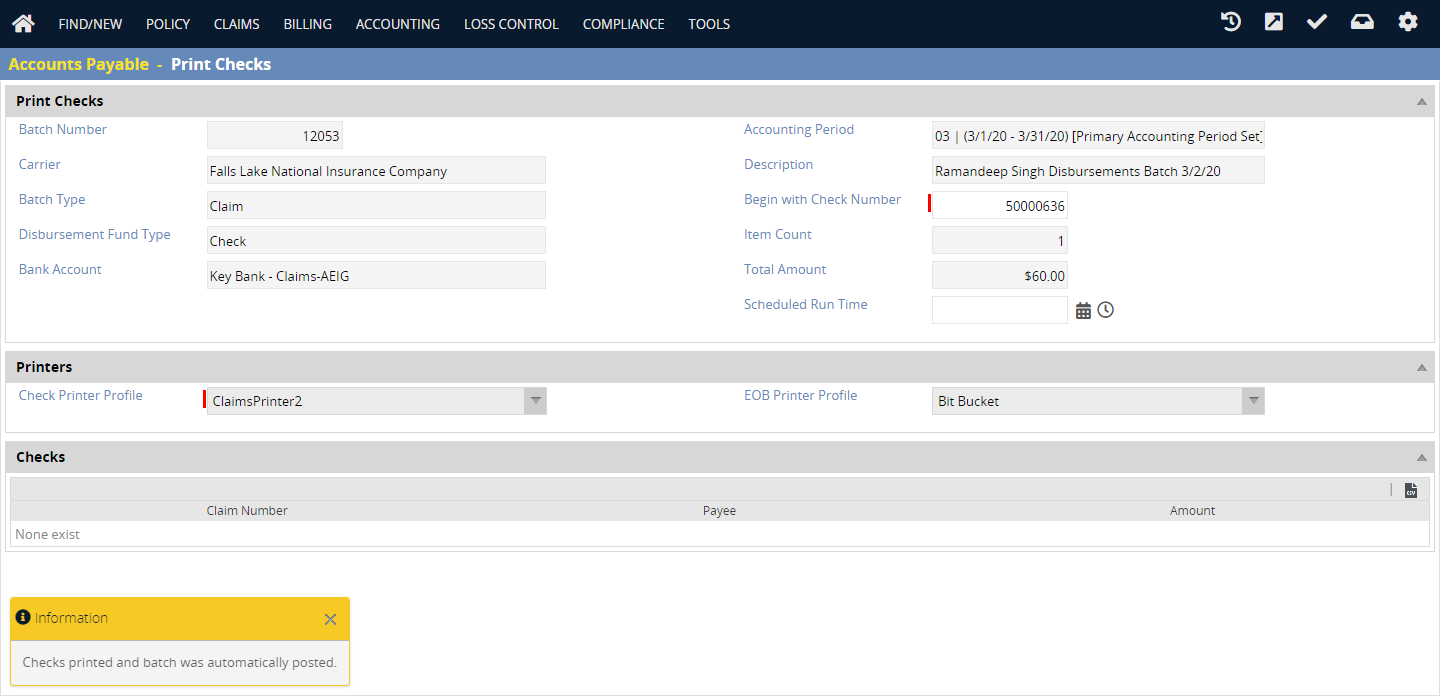 FIND/NEW POLICY CLAIMS BILLING ACCOUNTING LOSS CONTROL COMPLIANCE TOOLS
Accounts Payable - Print Checks
Print Checks
Batch Number 12053 Accounting Period 03 | (3/1/20 - 3/31/20) [Primary Accounting Period Set]
Carrier Falls Lake National Insurance Company Description Ramandeep Singh Disbursements Batch 3/2/20
Batch Type Claim Begin with Check Number 50000636
Disbursement Fund Type Check Item Count 1
Bank Account Key Bank - Claims-AEIG Total Amount $60.00
Scheduled Run Time
Printers
Check Printer Profile ClaimsPrinter2 EOB Printer Profile Bit Bucket
Checks
CSV
Claim Number Payee Amount
None exist
Information
Checks printed and batch was automatically posted.